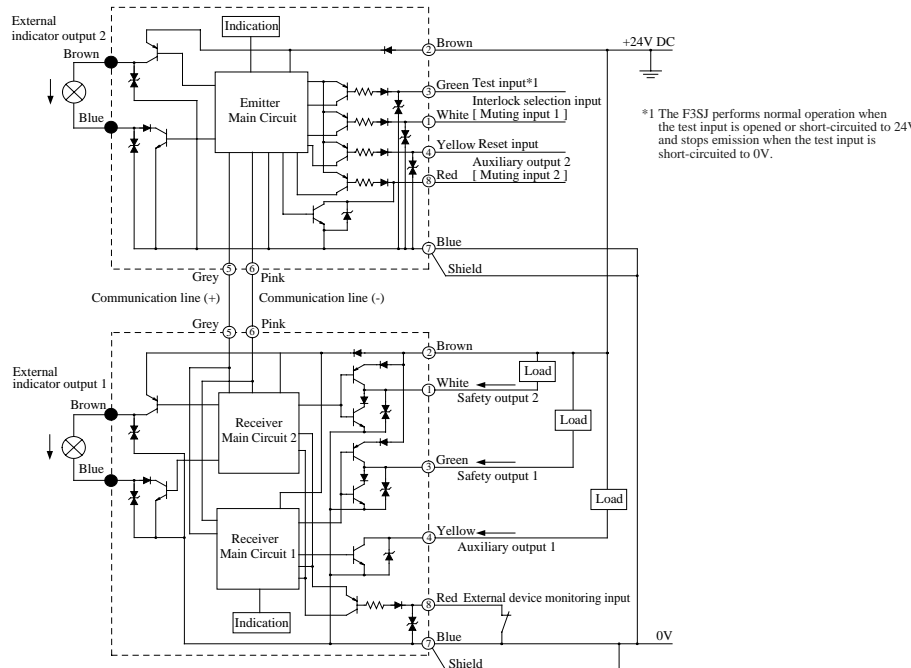 External
indicator output 2
Brown
Blue
Indication
Emitter
Main Circuit
2 Brown
+24V DC
3 Green Test input*1
Interlock selection input
1 White [ Muting input 1 ]
4 Yellow Reset input
Auxiliary output 2
8 Red [ Muting input 2 ]
7 Blue
Shield
*1 The F3SJ performs normal operation when
the test input is opened or short-circuited to 24V
and stops emission when the test input is
short-circuited to 0V.
Grey 5 6 Pink
Communication line (+) Communication line (-)
Grey 5 6 Pink
External
indicator output 1
Brown
Blue
Receiver
Main Circuit 2
Receiver
Main Circuit 1
Indication
2 Brown
Load
1 White
Safety output 2
Load
3 Green
Safety output 1
Load
4 Yellow
Auxiliary output 1
8 Red External device monitoring input
7 Blue
0V
Shield